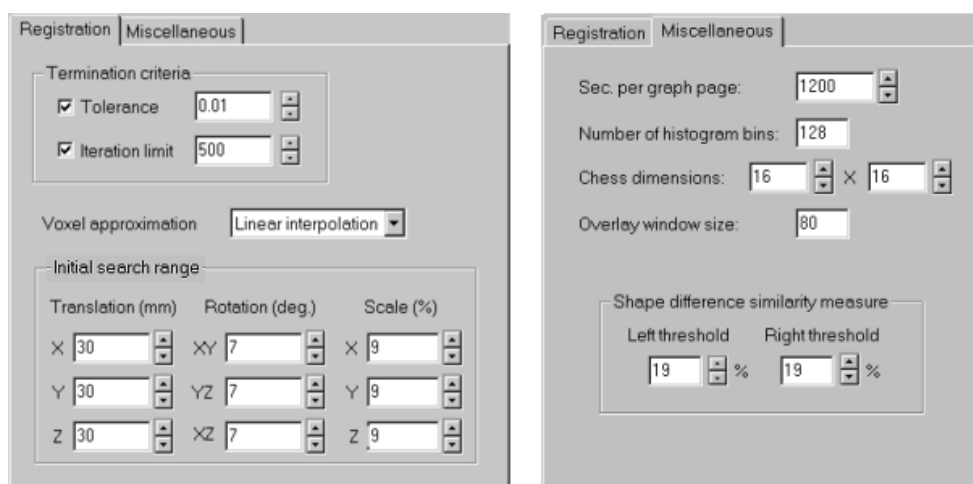 Registration Miscellaneous
Termination criteria
Tolerance 0.01
Iteration limit 500
Voxel approximation Linear interpolation
Initial search range
Translation (mm) Rotation (deg.) Scale (%)
X 30 XY 7 X 9
Y 30 YZ 7 Y 9
Z 30 XZ 7 Z 9
Registration Miscellaneous
Sec. per graph page: 1200
Number of histogram bins: 128
Chess dimensions: 16 X 16
Overlay window size: 80
Shape difference similarity measure
Left threshold Right threshold
19 % 19 %